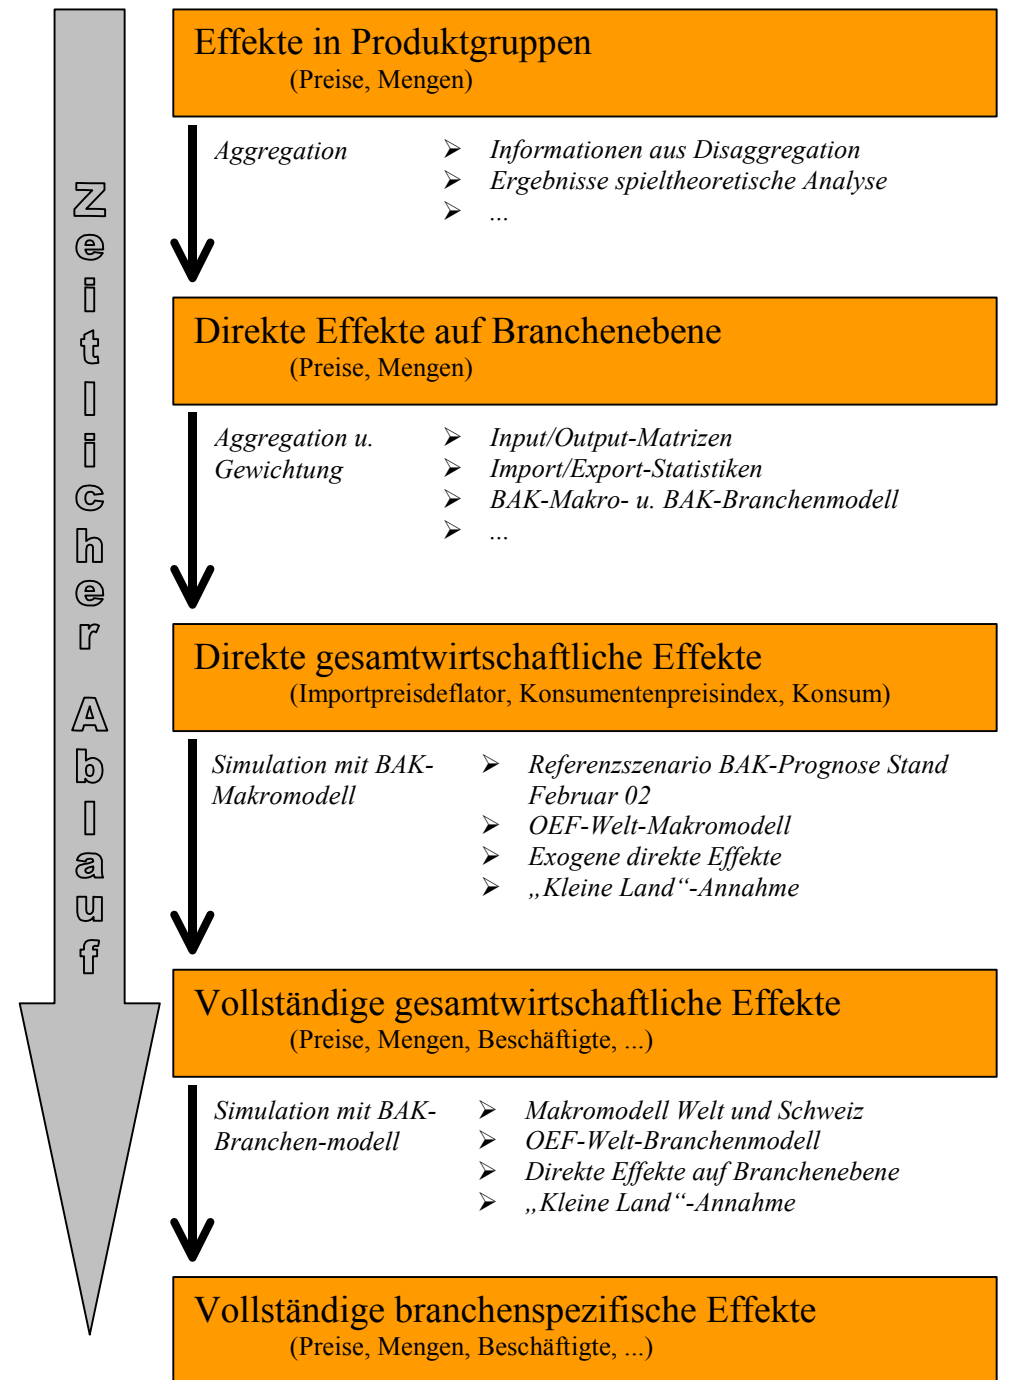 Effekte in Produktgruppen
(Preise, Mengen)
Aggregation
➢ Informationen aus Disaggregation
➢ Ergebnisse spieltheoretische Analyse
➢ ...
Direkte Effekte auf Branchenebene
(Preise, Mengen)
Aggregation u.
Gewichtung
➢ Input/Output-Matrizen
➢ Import/Export-Statistiken
➢ BAK-Makro- u. BAK-Branchenmodell
➢ ...
Direkte gesamtwirtschaftliche Effekte
(Importpreisdeflator, Konsumentenpreisindex, Konsum)
Simulation mit BAK-
Makromodell
➢ Referenzszenario BAK-Prognose Stand
Februar 02
➢ OEF-Welt-Makromodell
➢ Exogene direkte Effekte
➢ „Kleine Land“-Annahme
Vollständige gesamtwirtschaftliche Effekte
(Preise, Mengen, Beschäftigte, ...)
Simulation mit BAK-
Branchen-modell
➢ Makromodell Welt und Schweiz
➢ OEF-Welt-Branchenmodell
➢ Direkte Effekte auf Branchenebene
➢ „Kleine Land“-Annahme
Vollständige branchenspezifische Effekte
(Preise, Mengen, Beschäftigte, ...)
Zeitlicher Ablauf